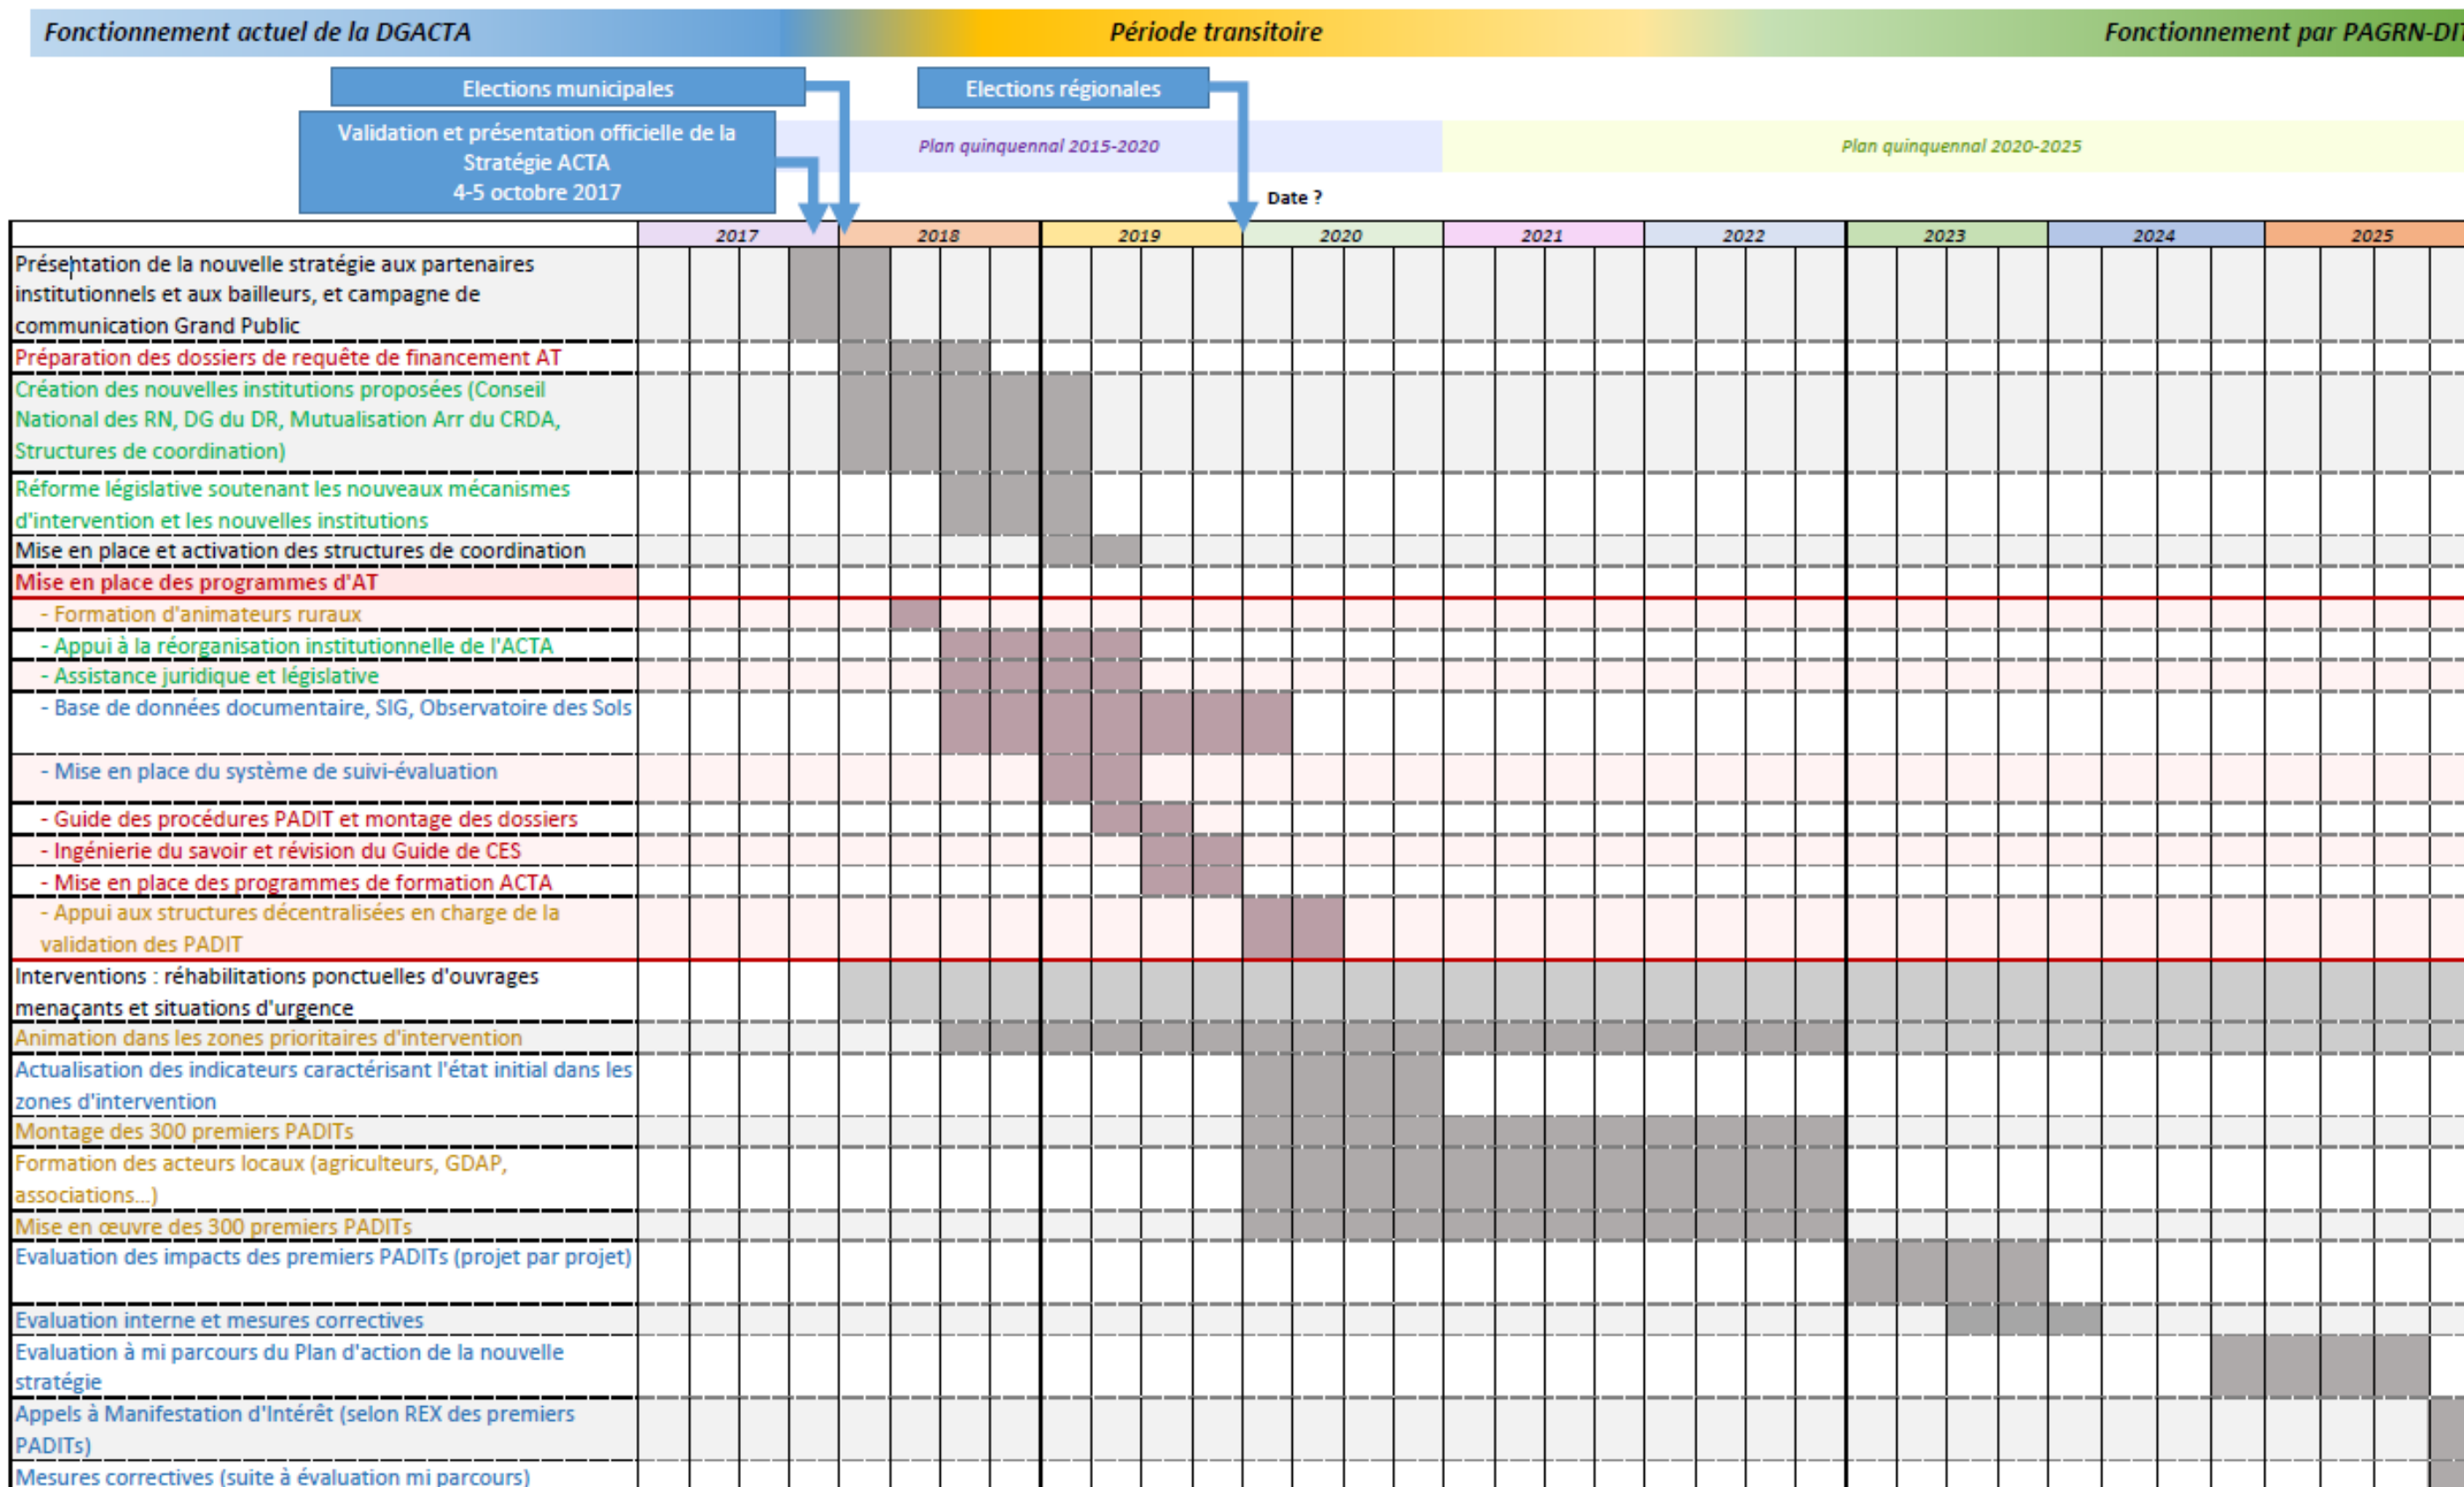 Fonctionnement actuel de la DGACTA
Période transitoire
Fonctionnement par PAGRN-DIT
Elections municipales
Elections régionales
Validation et présentation officielle de la
Stratégie ACTA
4-5 octobre 2017
Plan quinquennal 2015-2020
Plan quinquennal 2020-2025
Date ?
2017 2018 2019 2020 2021 2022 2023 2024 2025
Présentation de la nouvelle stratégie aux partenaires
institutionnels et aux bailleurs, et campagne de
communication Grand Public
Préparation des dossiers de requête de financement AT
Création des nouvelles institutions proposées (Conseil
National des RN, DG du DR, Mutualisation Arr du CRDA,
Structures de coordination)
Réforme législative soutenant les nouveaux mécanismes
d'intervention et les nouvelles institutions
Mise en place et activation des structures de coordination
Mise en place des programmes d'AT
- Formation d'animateurs ruraux
- Appui à la réorganisation institutionnelle de l'ACTA
- Assistance juridique et législative
- Base de données documentaire, SIG, Observatoire des Sols
- Mise en place du système de suivi-évaluation
- Guide des procédures PADIT et montage des dossiers
- Ingénierie du savoir et révision du Guide de CES
- Mise en place des programmes de formation ACTA
- Appui aux structures décentralisées en charge de la
validation des PADIT
Interventions : réhabilitations ponctuelles d'ouvrages
menaçants et situations d'urgence
Animation dans les zones prioritaires d'intervention
Actualisation des indicateurs caractérisant l'état initial dans les
zones d'intervention
Montage des 300 premiers PADITs
Formation des acteurs locaux (agriculteurs, GDAP,
associations...)
Mise en œuvre des 300 premiers PADITs
Evaluation des impacts des premiers PADITs (projet par projet)
Evaluation interne et mesures correctives
Evaluation à mi parcours du Plan d'action de la nouvelle
stratégie
Appels à Manifestation d'Intérêt (selon REX des premiers
PADITs)
Mesures correctives (suite à évaluation mi parcours)